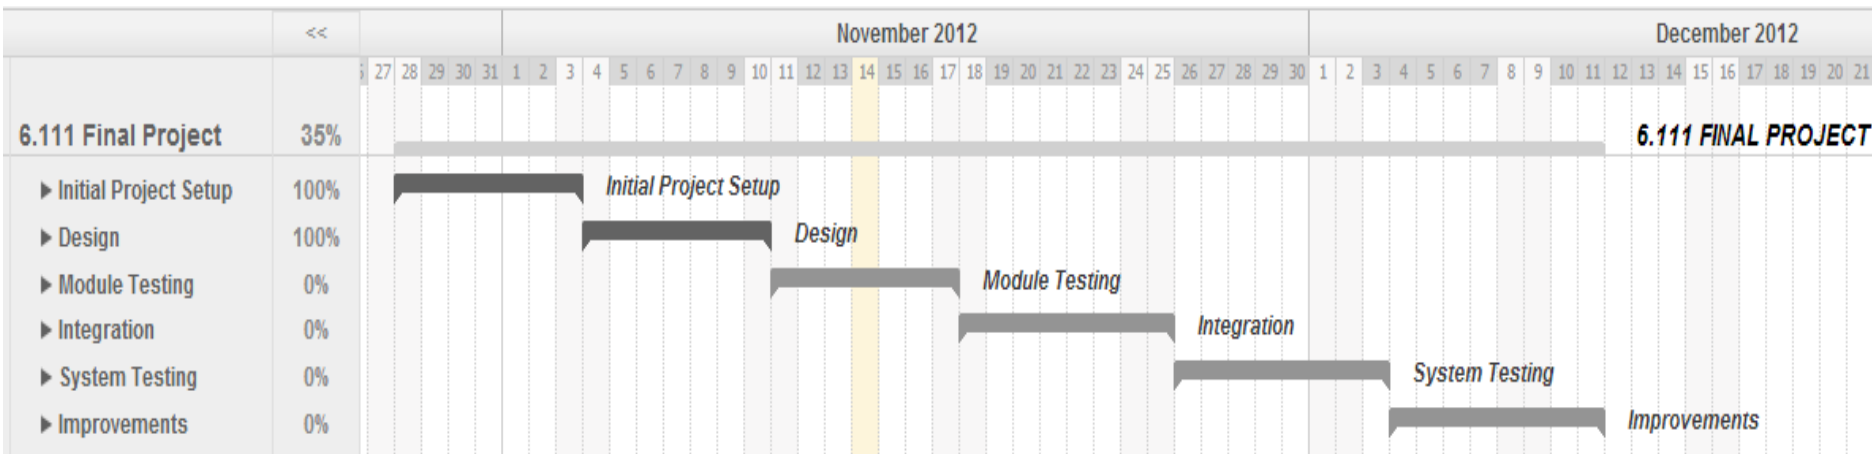 << November 2012 December 2012
27 28 29 30 31 1 2 3 4 5 6 7 8 9 10 11 12 13 14 15 16 17 18 19 20 21 22 23 24 25 26 27 28 29 30 1 2 3 4 5 6 7 8 9 10 11 12 13 14 15 16 17 18 19 20 21
6.111 Final Project 35% 6.111 FINAL PROJECT
Initial Project Setup 100% Initial Project Setup
Design 100% Design
Module Testing 0% Module Testing
Integration 0% Integration
System Testing 0% System Testing
Improvements 0% Improvements